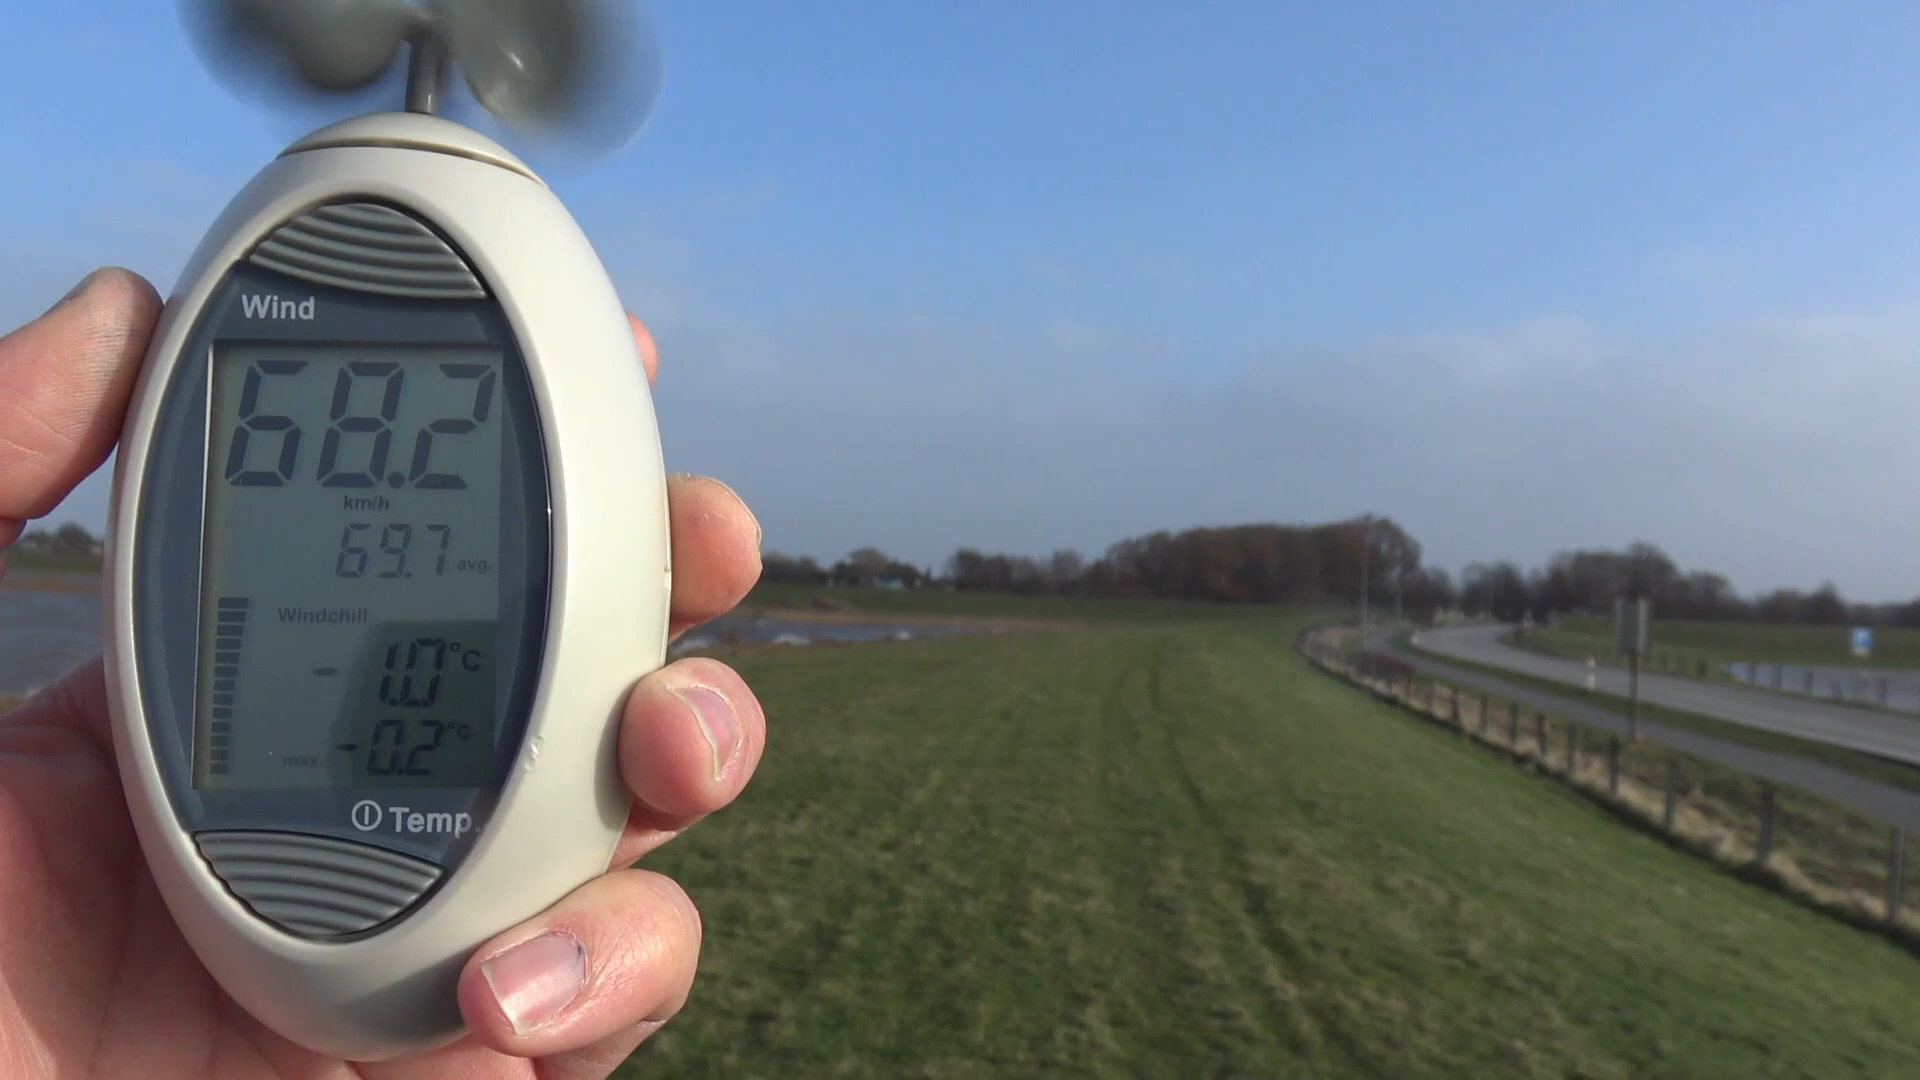 Wind
68.2
km/h
69.7 avg.
Windchill
- 1.0 °C
max -0.2 °C
Temp.